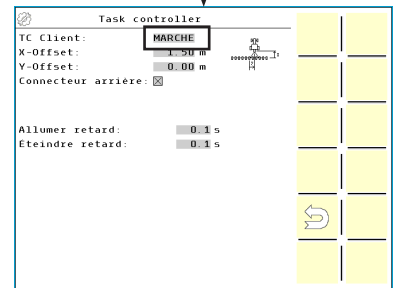 Task controller
TC Client: MARCHE
X-Offset: 1.50 m
Y-Offset: 0.00 m
Connecteur arrière:
Allumer retard: 0.1 s
Éteindre retard: 0.1 s